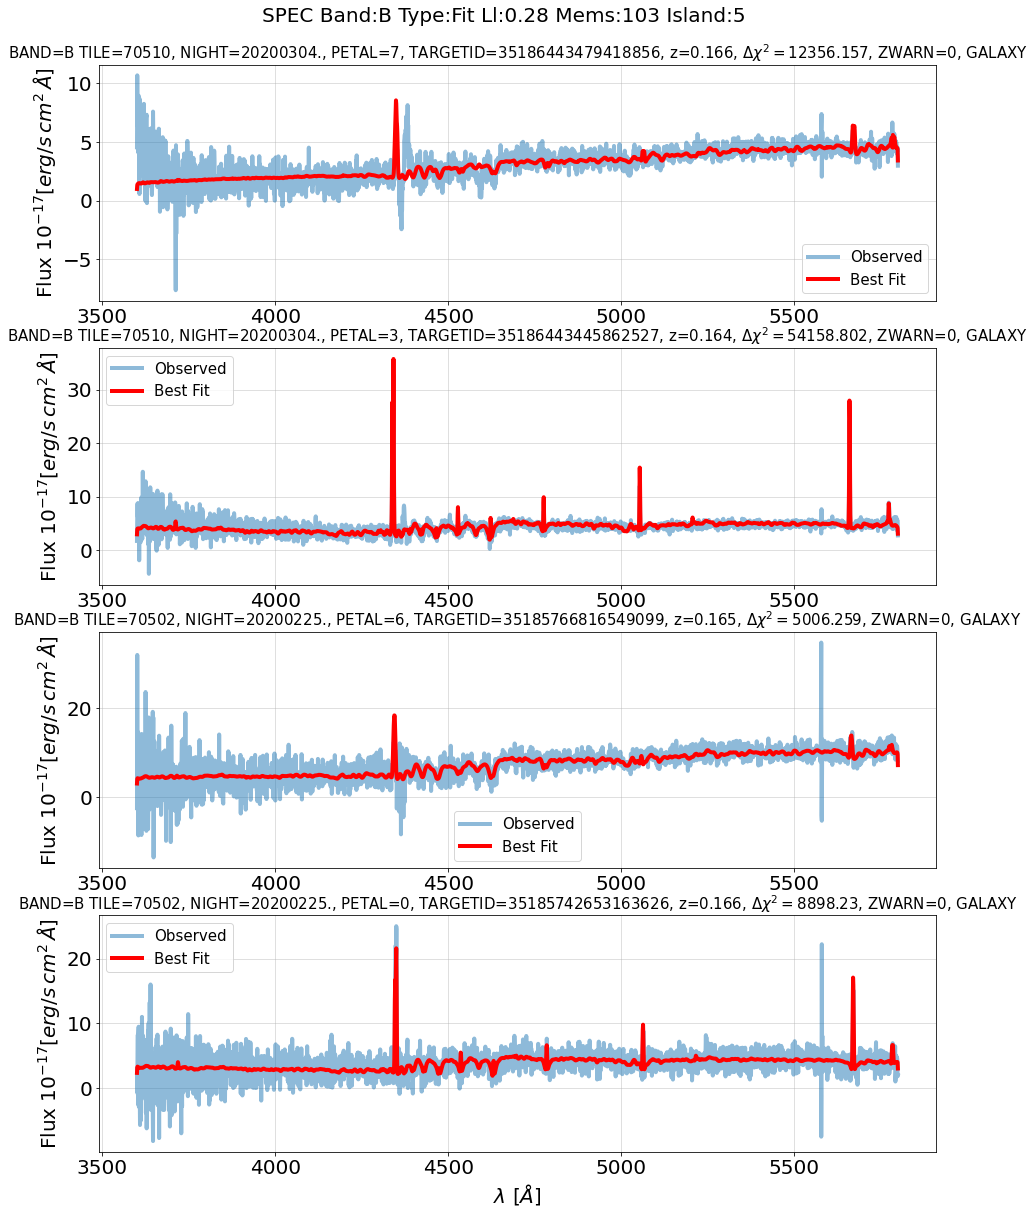 SPEC Band:B Type:Fit Ll:0.28 Mems:103 Island:5
BAND=B TILE=70510, NIGHT=20200304., PETAL=7, TARGETID=35186443479418856, z=0.166, Δχ² = 12356.157, ZWARN=0, GALAXY
Flux 10⁻¹⁷[erg/s cm² Å]
10
5
0
−5
Observed
Best Fit
3500 4000 4500 5000 5500
BAND=B TILE=70510, NIGHT=20200304., PETAL=3, TARGETID=35186443445862527, z=0.164, Δχ² = 54158.802, ZWARN=0, GALAXY
Flux 10⁻¹⁷[erg/s cm² Å]
30
20
10
0
Observed
Best Fit
3500 4000 4500 5000 5500
BAND=B TILE=70502, NIGHT=20200225., PETAL=6, TARGETID=35185766816549099, z=0.165, Δχ² = 5006.259, ZWARN=0, GALAXY
Flux 10⁻¹⁷[erg/s cm² Å]
20
0
Observed
Best Fit
3500 4000 4500 5000 5500
BAND=B TILE=70502, NIGHT=20200225., PETAL=0, TARGETID=35185742653163626, z=0.166, Δχ² = 8898.23, ZWARN=0, GALAXY
Flux 10⁻¹⁷[erg/s cm² Å]
20
10
0
Observed
Best Fit
3500 4000 4500 5000 5500
λ [Å]